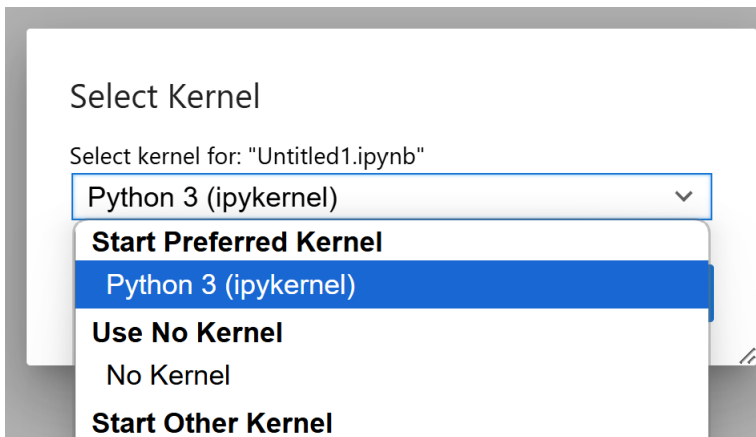 Select Kernel
Select kernel for: "Untitled1.ipynb"
Python 3 (ipykernel)
Start Preferred Kernel
Python 3 (ipykernel)
Use No Kernel
No Kernel
Start Other Kernel